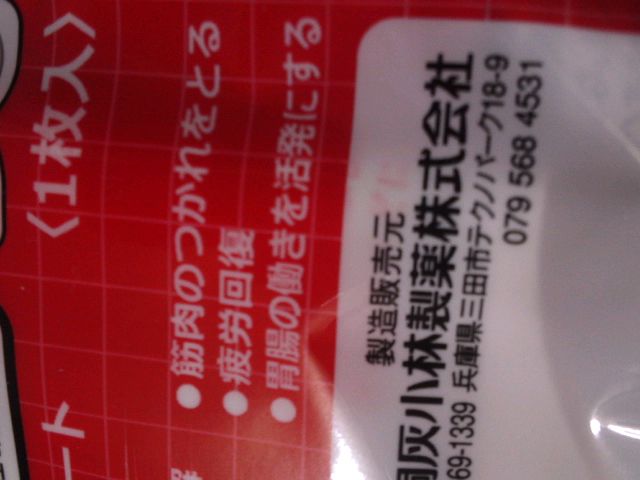 ート 〈1枚入〉
●筋肉のつかれをとる
●疲労回復
●胃腸の働きを活発にする
製造販売元
桐灰小林製薬株式会社
69-1339 兵庫県三田市テクノパーク18-9
079 568 4531